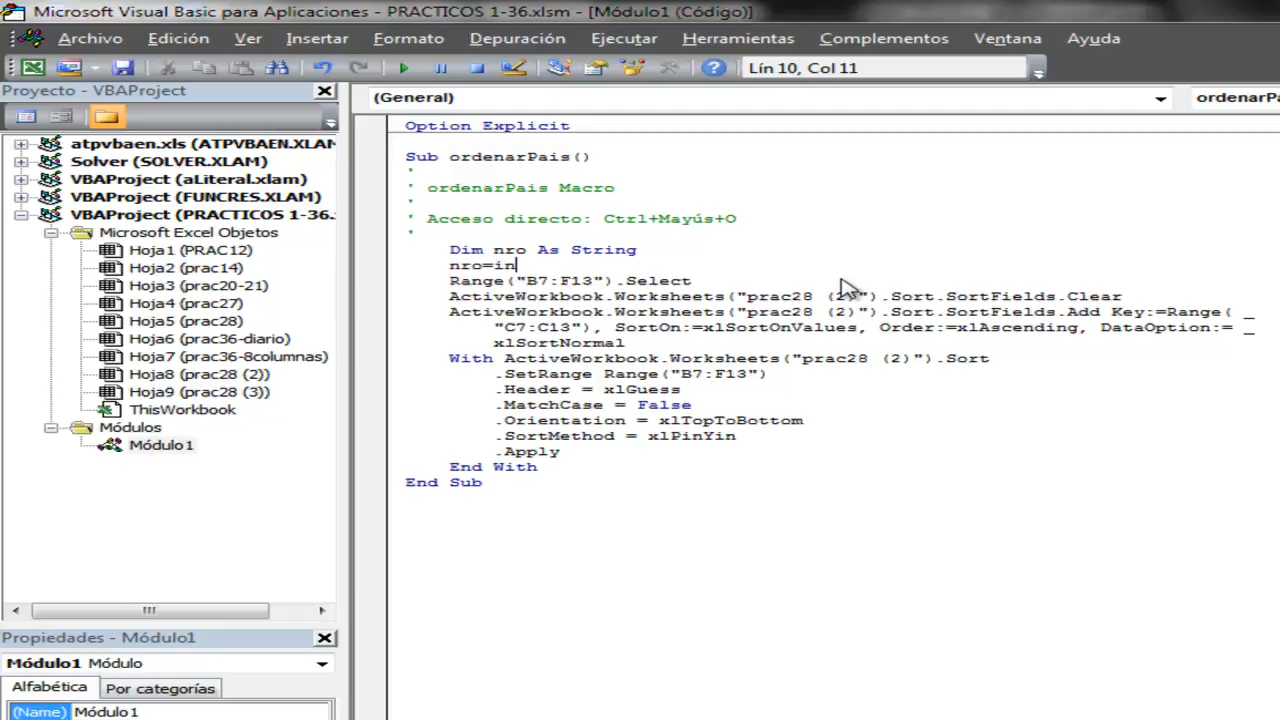 Microsoft Visual Basic para Aplicaciones - PRACTICOS 1-36.xlsm - [Módulo1 (Código)]
Archivo Edición Ver Insertar Formato Depuración Ejecutar Herramientas Complementos Ventana Ayuda
Lín 10, Col 11
Proyecto - VBAProject
atpvbaen.xls (ATPVBAEN.XLAM
Solver (SOLVER.XLAM)
VBAProject (aLiteral.xlam)
VBAProject (FUNCRES.XLAM)
VBAProject (PRACTICOS 1-36.
Microsoft Excel Objetos
Hoja1 (PRAC12)
Hoja2 (prac14)
Hoja3 (prac20-21)
Hoja4 (prac27)
Hoja5 (prac28)
Hoja6 (prac36-diario)
Hoja7 (prac36-8columnas)
Hoja8 (prac28 (2))
Hoja9 (prac28 (3))
ThisWorkbook
Módulos
Módulo1
Propiedades - Módulo1
Módulo1 Módulo
Alfabética Por categorías
(Name) Módulo1
(General) ordenarP
Option Explicit
Sub ordenarPais()
'
' ordenarPais Macro
'
' Acceso directo: Ctrl+Mayús+O
'
Dim nro As String
nro=in
Range("B7:F13").Select
ActiveWorkbook.Worksheets("prac28 (2)").Sort.SortFields.Clear
ActiveWorkbook.Worksheets("prac28 (2)").Sort.SortFields.Add Key:=Range( _
"C7:C13"), SortOn:=xlSortOnValues, Order:=xlAscending, DataOption:= _
xlSortNormal
With ActiveWorkbook.Worksheets("prac28 (2)").Sort
.SetRange Range("B7:F13")
.Header = xlGuess
.MatchCase = False
.Orientation = xlTopToBottom
.SortMethod = xlPinYin
.Apply
End With
End Sub